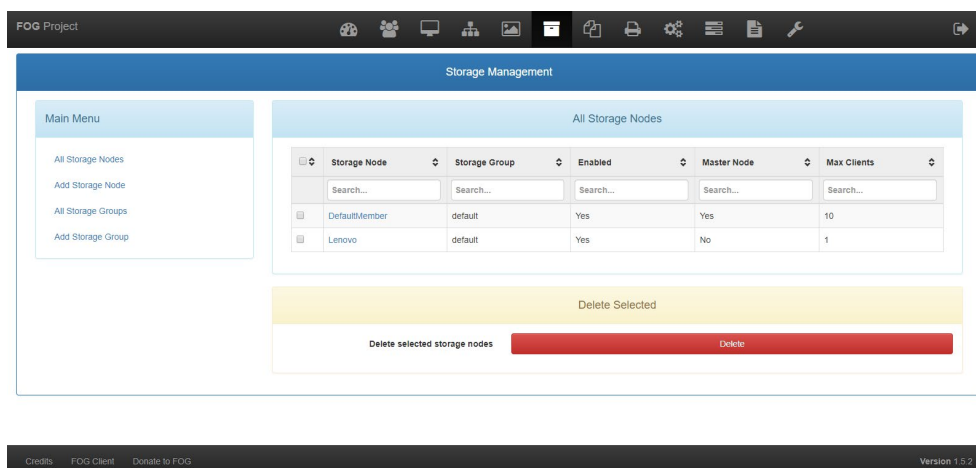 FOG Project
Storage Management
Main Menu
All Storage Nodes
Add Storage Node
All Storage Groups
Add Storage Group
All Storage Nodes
Storage Node Storage Group Enabled Master Node Max Clients
Search... Search... Search... Search... Search...
DefaultMember default Yes Yes 10
Lenovo default Yes No 1
Delete Selected
Delete selected storage nodes Delete
Credits FOG Client Donate to FOG Version 1.5.2